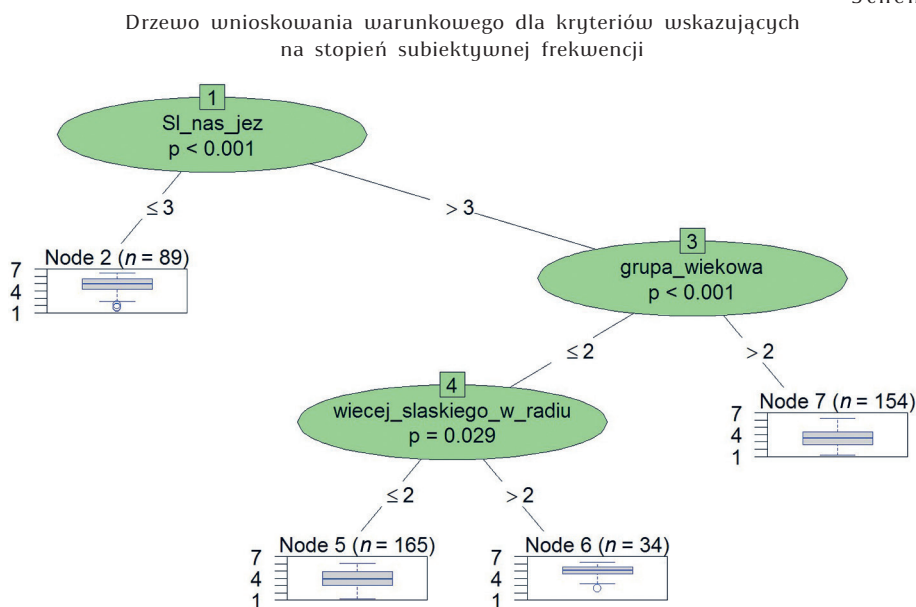 Drzewo wnioskowania warunkowego dla kryteriów wskazujących
na stopień subiektywnej frekwencji
1
Sl_nas_jez
p < 0.001
≤ 3
> 3
Node 2 (n = 89)
7
4
1
3
grupa_wiekowa
p < 0.001
≤ 2
> 2
4
wiecej_slaskiego_w_radiu
p = 0.029
Node 7 (n = 154)
7
4
1
≤ 2
> 2
Node 5 (n = 165)
7
4
1
Node 6 (n = 34)
7
4
1